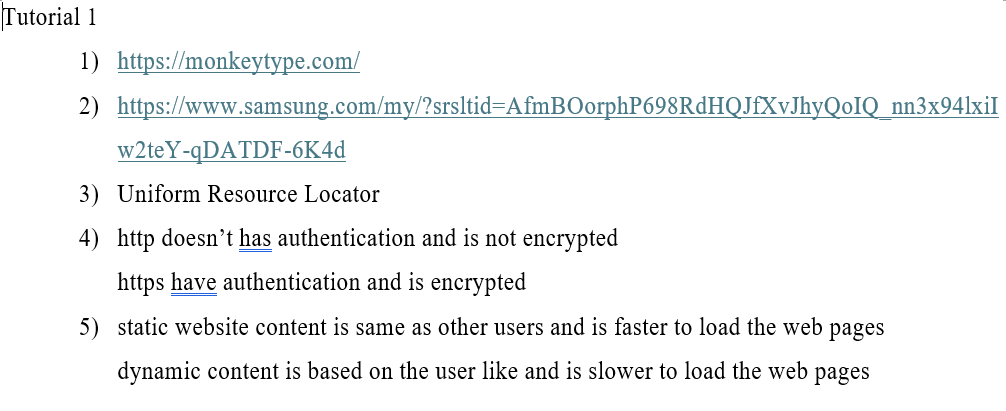 Tutorial 1
1) https://monkeytype.com/
2) https://www.samsung.com/my/?srsltid=AfmBOorphP698RdHQJfXvJhyQoIQ_nn3x94lxiI
w2teY-qDATDF-6K4d
3) Uniform Resource Locator
4) http doesn’t has authentication and is not encrypted
https have authentication and is encrypted
5) static website content is same as other users and is faster to load the web pages
dynamic content is based on the user like and is slower to load the web pages